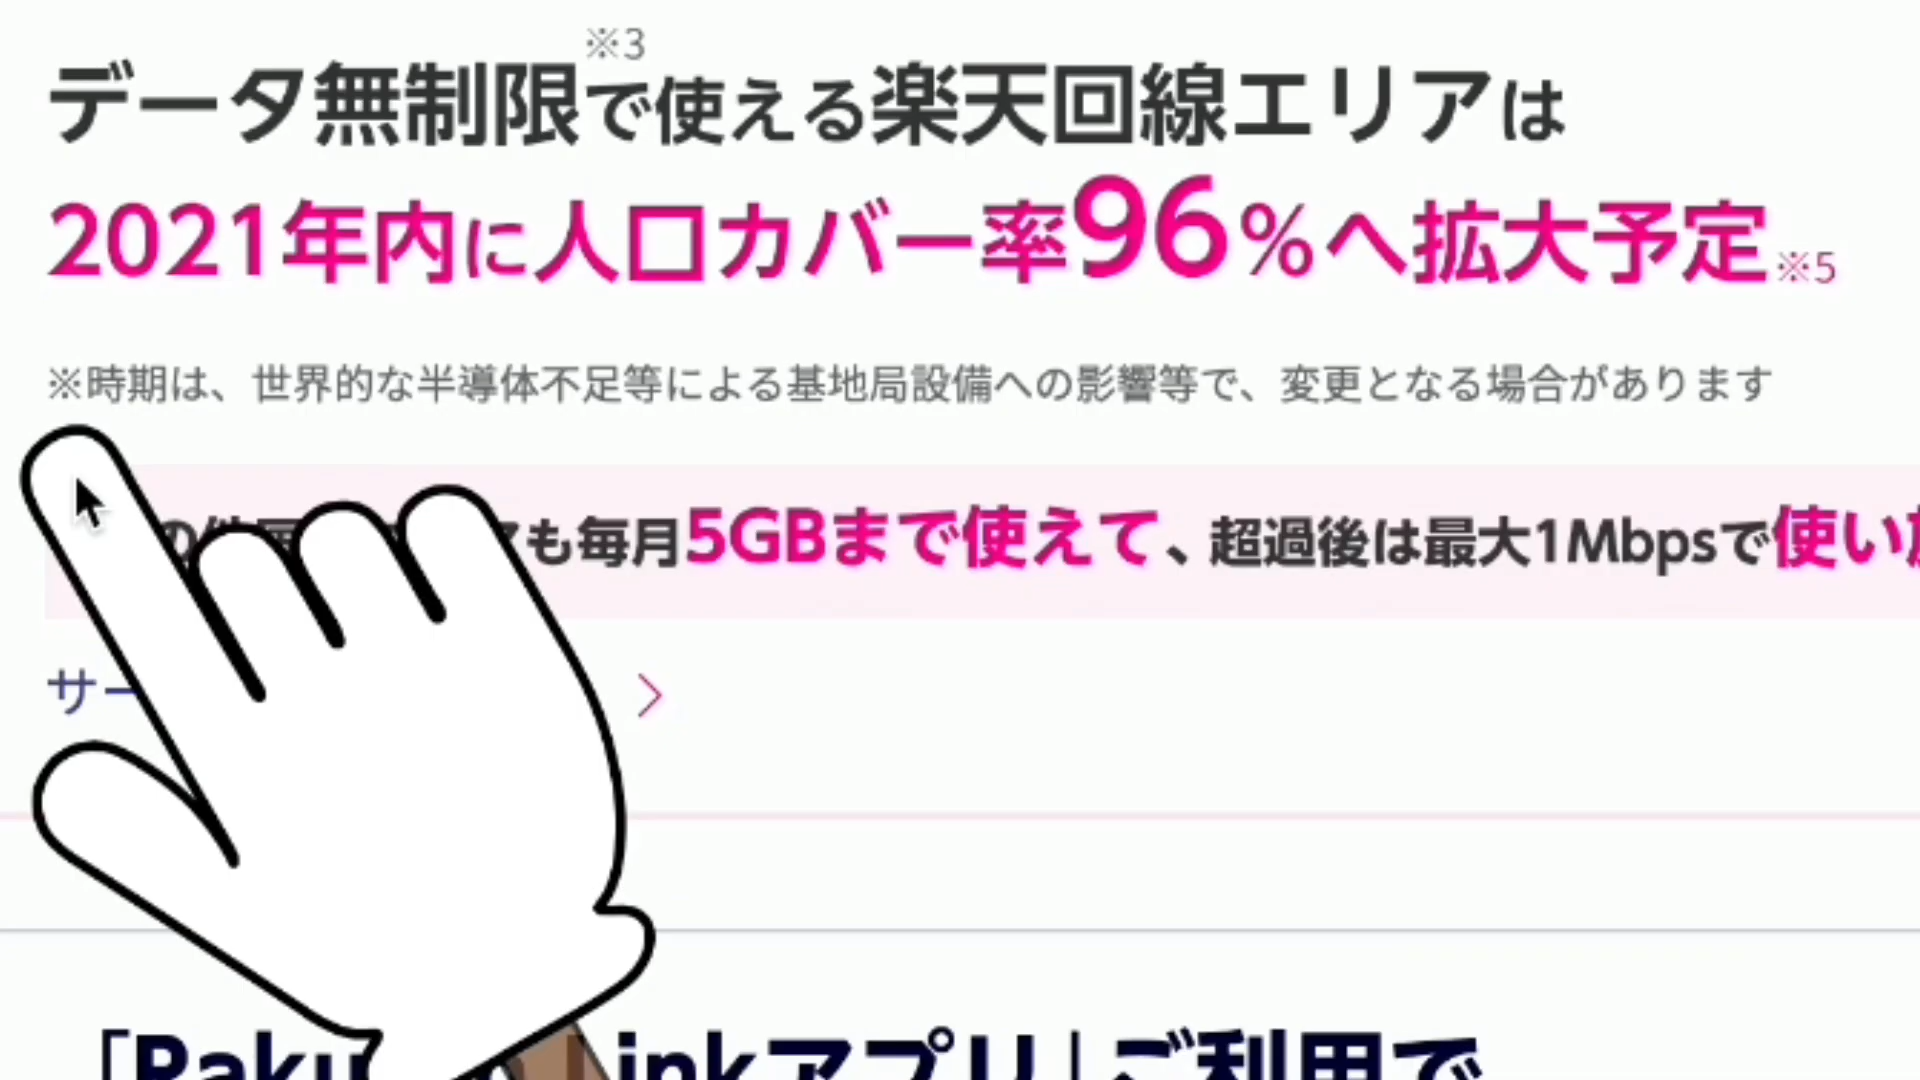 データ無制限※3で使える楽天回線エリアは
2021年内に人口カバー率96%へ拡大予定※5
※時期は、世界的な半導体不足等による基地局設備への影響等で、変更となる場合があります
も毎月5GBまで使えて、超過後は最大1Mbpsで使い
サー
「Raku inkアプリ」ご利用で